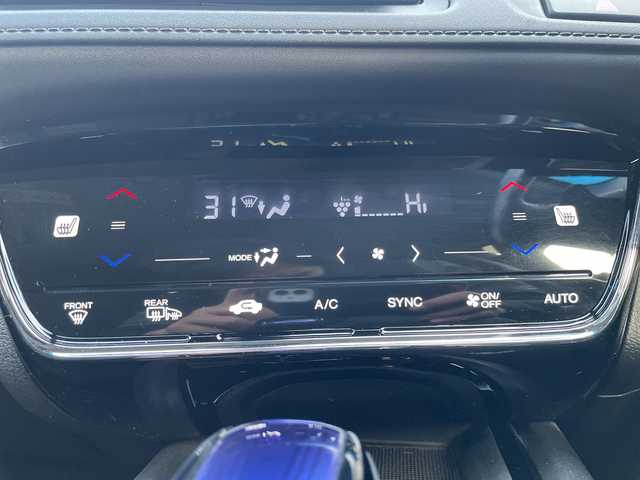 31 Hi
MODE
FRONT REAR A/C SYNC ON/OFF AUTO